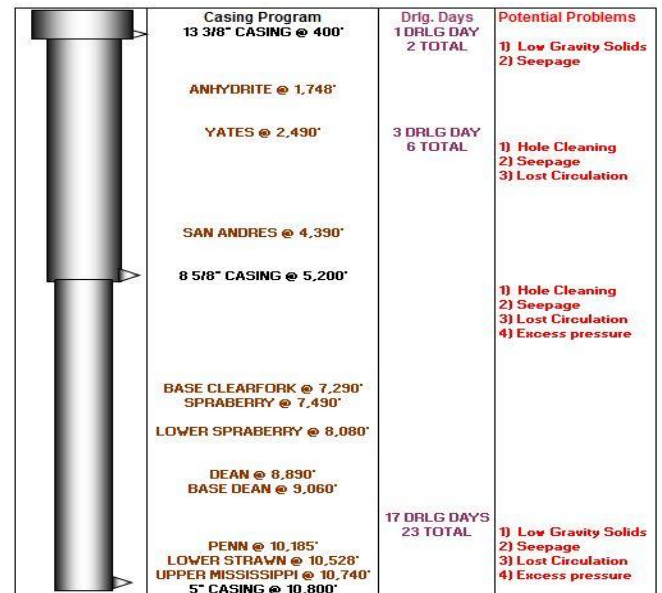 Casing Program
13 3/8" CASING @ 400'
ANHYDRITE @ 1,748'
YATES @ 2,490'
SAN ANDRES @ 4,390'
8 5/8" CASING @ 5,200'
BASE CLEARFORK @ 7,290'
SPRABERRY @ 7,490'
LOWER SPRABERRY @ 8,080'
DEAN @ 8,890'
BASE DEAN @ 9,060'
PENN @ 10,185'
LOWER STRAWN @ 10,528'
UPPER MISSISSIPPI @ 10,740'
5" CASING @ 10,800'
Drlg. Days
1 DRLG DAY
2 TOTAL
3 DRLG DAY
6 TOTAL
17 DRLG DAYS
23 TOTAL
Potential Problems
1) Low Gravity Solids
2) Seepage
1) Hole Cleaning
2) Seepage
3) Lost Circulation
1) Hole Cleaning
2) Seepage
3) Lost Circulation
4) Excess pressure
1) Low Gravity Solids
2) Seepage
3) Lost Circulation
4) Excess pressure